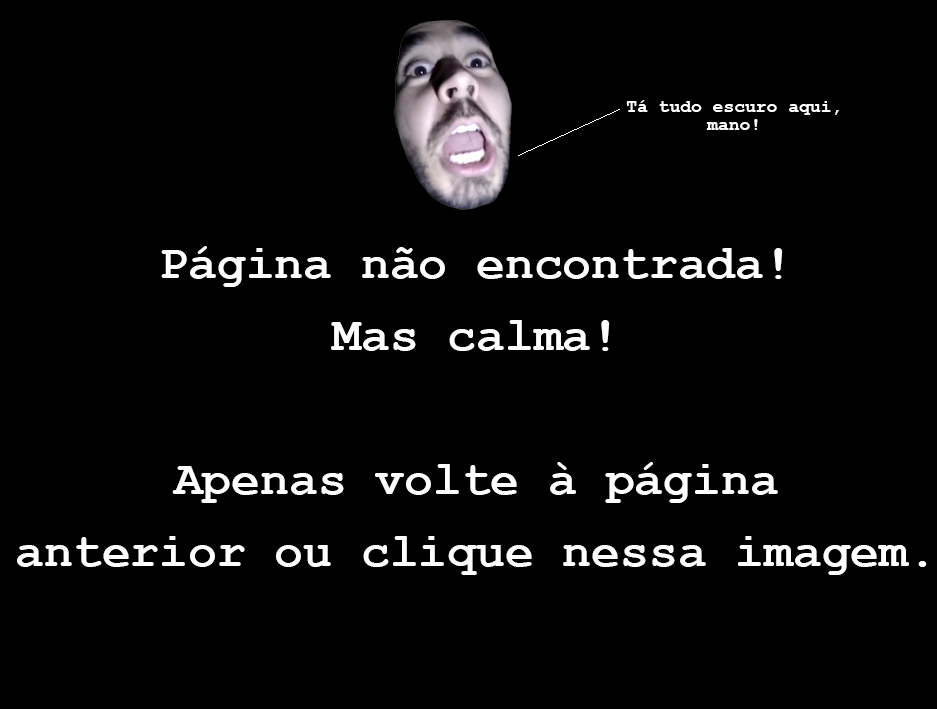 Tá tudo escuro aqui,
mano!
Página não encontrada!
Mas calma!
Apenas volte à página
anterior ou clique nessa imagem.